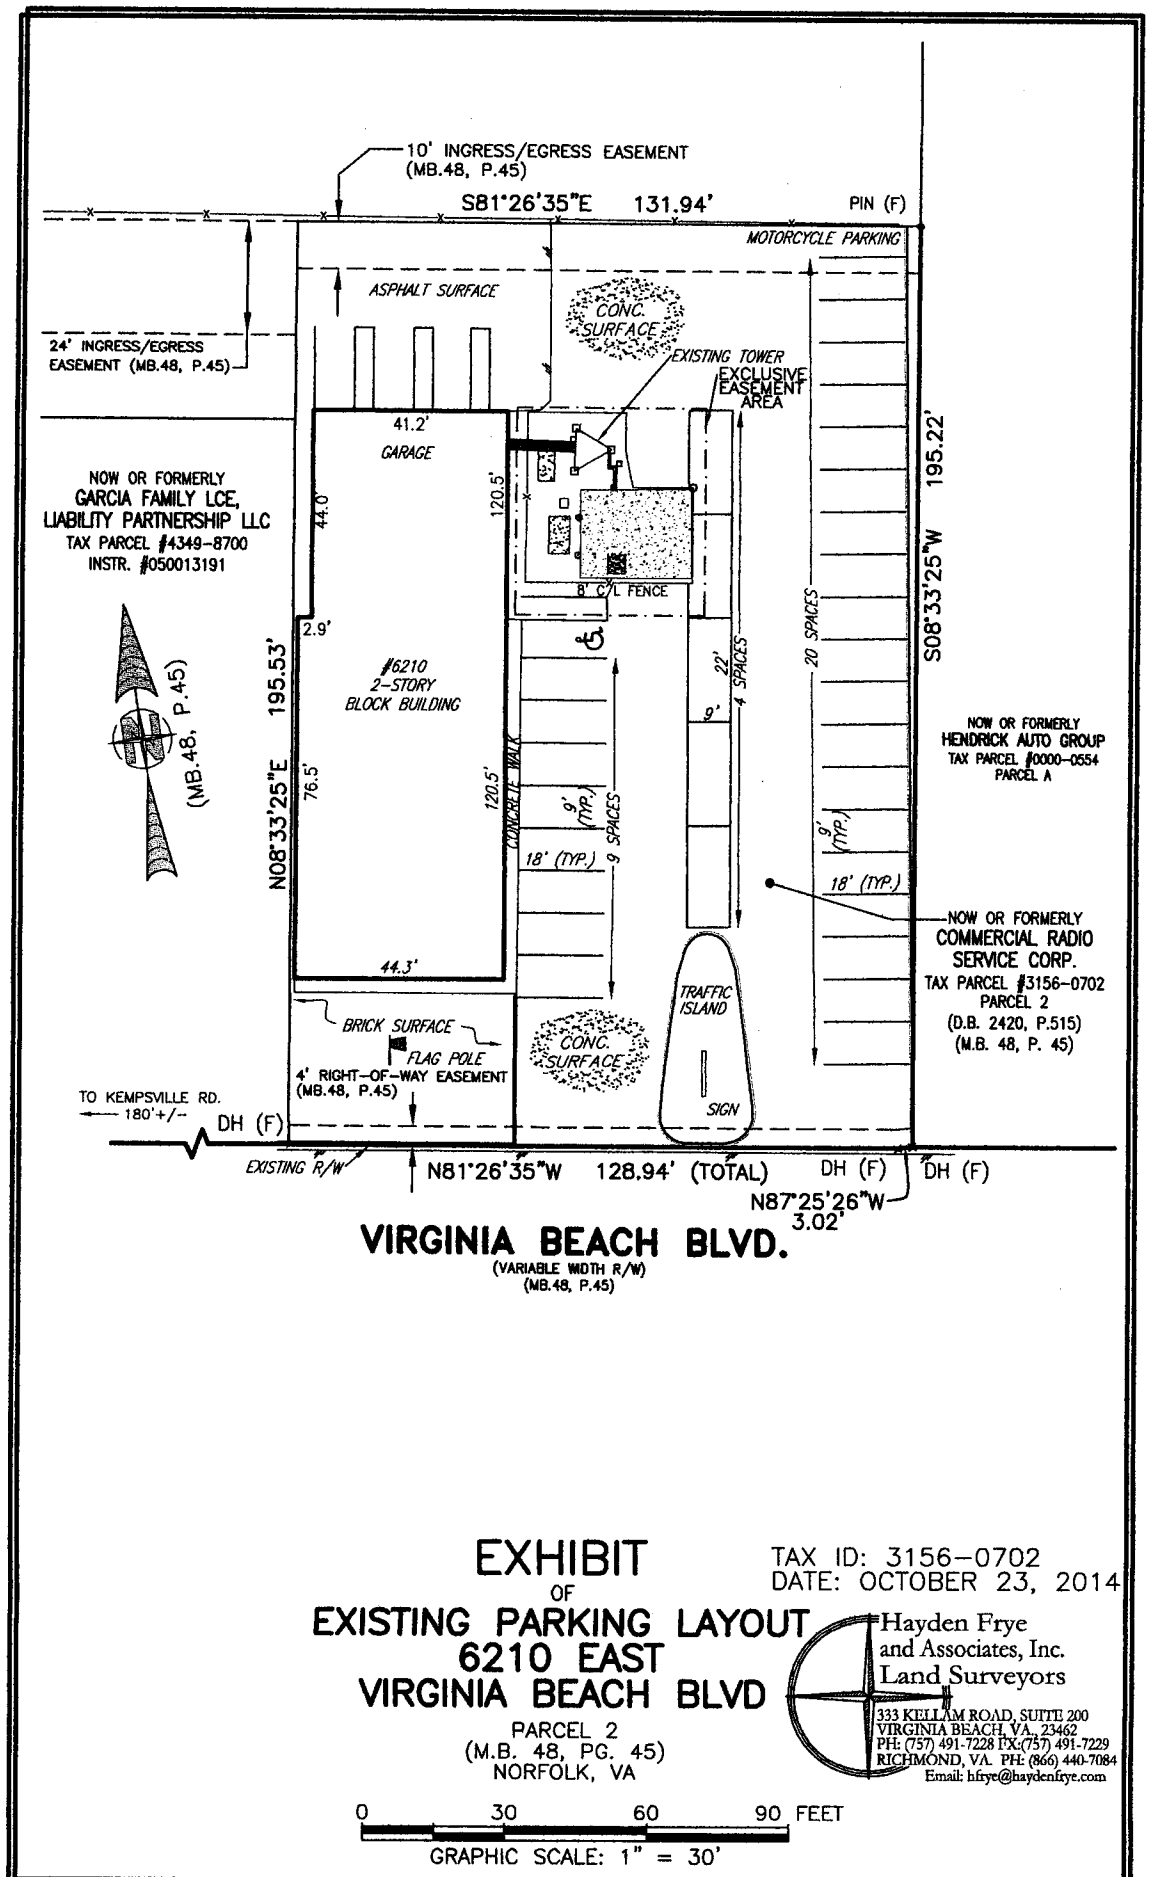 10' INGRESS/EGRESS EASEMENT
(MB.48, P.45)
S81°26'35"E 131.94'
PIN (F)
MOTORCYCLE PARKING
ASPHALT SURFACE
CONC.
SURFACE
24' INGRESS/EGRESS
EASEMENT (MB.48, P.45)
EXISTING TOWER
EXCLUSIVE
EASEMENT
AREA
41.2'
GARAGE
44.0'
120.5'
195.22'
S08°33'25"W
NOW OR FORMERLY
GARCIA FAMILY LCE,
LIABILITY PARTNERSHIP LLC
TAX PARCEL #4349-8700
INSTR. #050013191
8' C/L FENCE
20 SPACES
2.9'
#6210
2-STORY
BLOCK BUILDING
22'
4 SPACES
9'
N
(MB.48, P.45)
195.53'
N08°33'25"E
76.5'
120.5'
CONCRETE WALK
9'
(TYP.)
9 SPACES
18' (TYP.)
9'
(TYP.)
18' (TYP.)
NOW OR FORMERLY
HENDRICK AUTO GROUP
TAX PARCEL #0000-0554
PARCEL A
NOW OR FORMERLY
COMMERCIAL RADIO
SERVICE CORP.
TAX PARCEL #3156-0702
PARCEL 2
(D.B. 2420, P.515)
(M.B. 48, P. 45)
44.3'
TRAFFIC
ISLAND
BRICK SURFACE
FLAG POLE
CONC.
SURFACE
4' RIGHT-OF-WAY EASEMENT
(MB.48, P.45)
SIGN
TO KEMPSVILLE RD.
180'+/-
DH (F)
EXISTING R/W
N81°26'35"W 128.94' (TOTAL)
DH (F)
DH (F)
N87°25'26"W
3.02'
VIRGINIA BEACH BLVD.
(VARIABLE WIDTH R/W)
(MB.48, P.45)
EXHIBIT
OF
EXISTING PARKING LAYOUT
6210 EAST
VIRGINIA BEACH BLVD
PARCEL 2
(M.B. 48, PG. 45)
NORFOLK, VA
TAX ID: 3156-0702
DATE: OCTOBER 23, 2014
Hayden Frye
and Associates, Inc.
Land Surveyors
333 KELLAM ROAD, SUITE 200
VIRGINIA BEACH, VA., 23462
PH: (757) 491-7228 FX:(757) 491-7229
RICHMOND, VA. PH: (866) 440-7084
Email: hfrye@haydenfrye.com
0 30 60 90 FEET
GRAPHIC SCALE: 1" = 30'